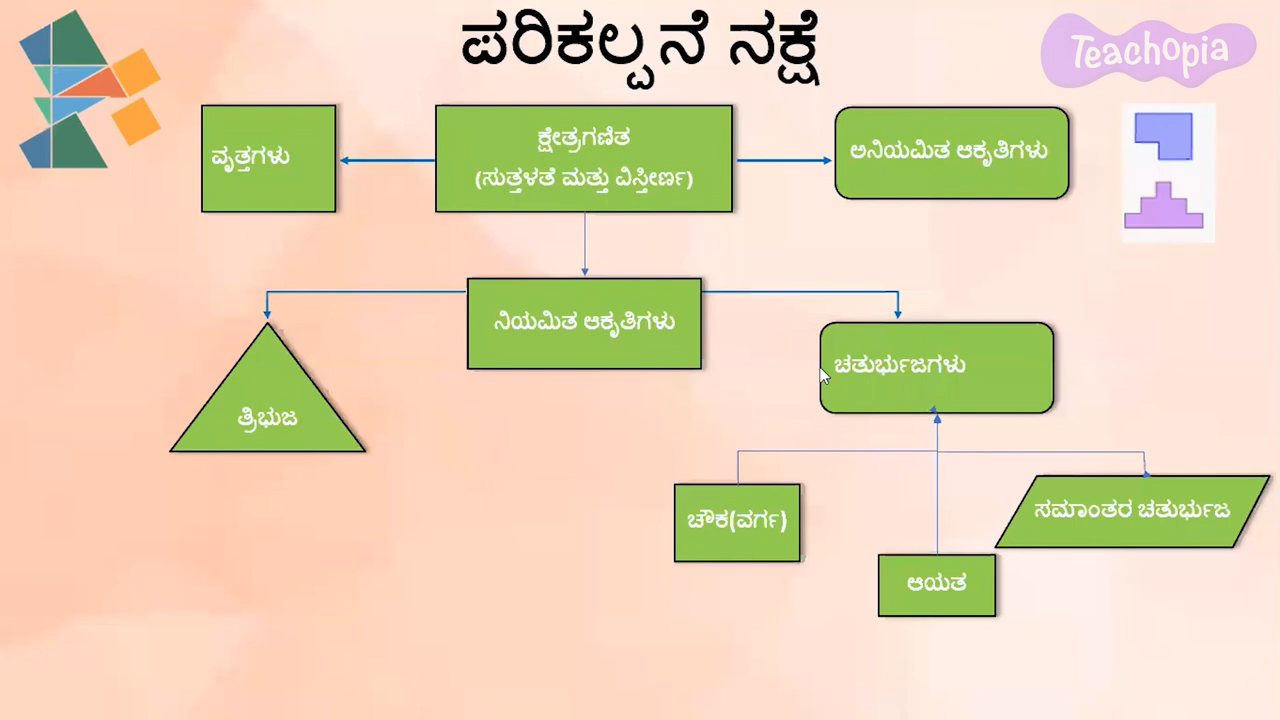 ಪರಿಕಲ್ಪನೆ ನಕ್ಷೆ
Teachopia
ವೃತ್ತಗಳು
ಕ್ಷೇತ್ರಗಣಿತ
(ಸುತ್ತಳತೆ ಮತ್ತು ವಿಸ್ತೀರ್ಣ)
ಅನಿಯಮಿತ ಆಕೃತಿಗಳು
ನಿಯಮಿತ ಆಕೃತಿಗಳು
ತ್ರಿಭುಜ
ಚತುರ್ಭುಜಗಳು
ಚೌಕ(ವರ್ಗ)
ಸಮಾಂತರ ಚತುರ್ಭುಜ
ಆಯತ